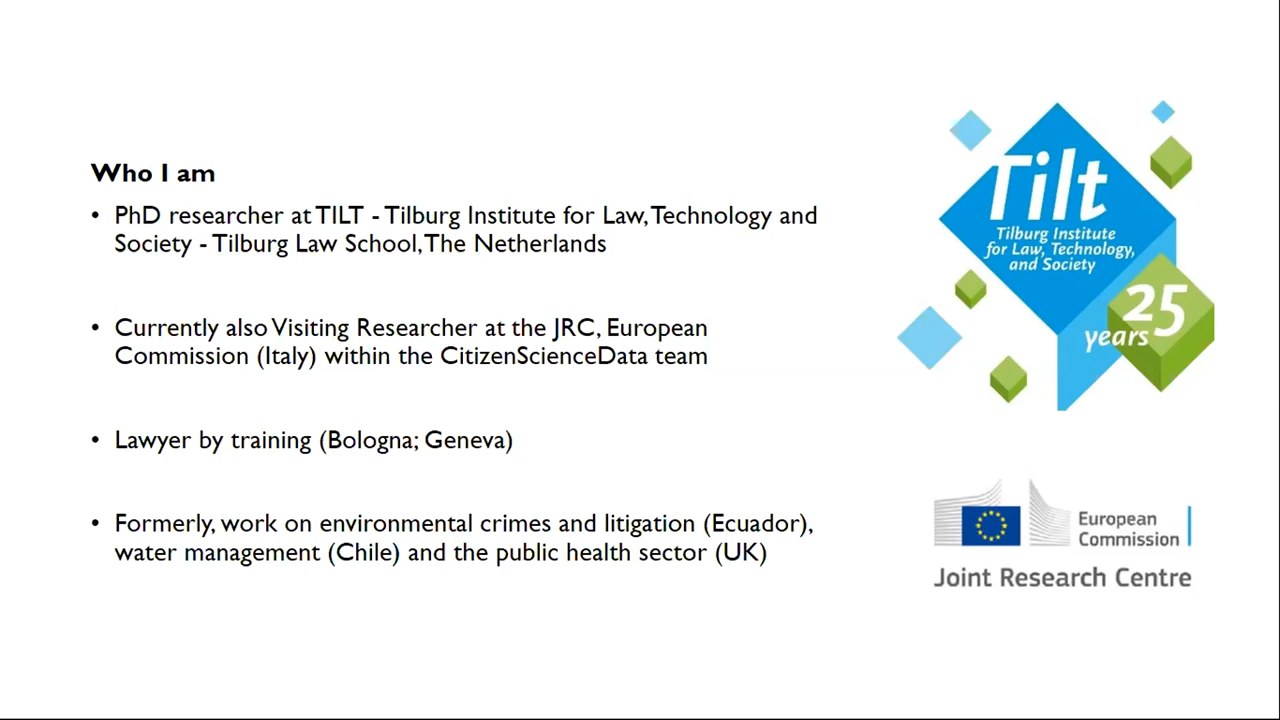 Who I am
• PhD researcher at TILT - Tilburg Institute for Law, Technology and
Society - Tilburg Law School, The Netherlands
• Currently also Visiting Researcher at the JRC, European
Commission (Italy) within the CitizenScienceData team
• Lawyer by training (Bologna; Geneva)
• Formerly, work on environmental crimes and litigation (Ecuador),
water management (Chile) and the public health sector (UK)
Tilt
Tilburg Institute
for Law, Technology,
and Society
25
years
European
Commission
Joint Research Centre